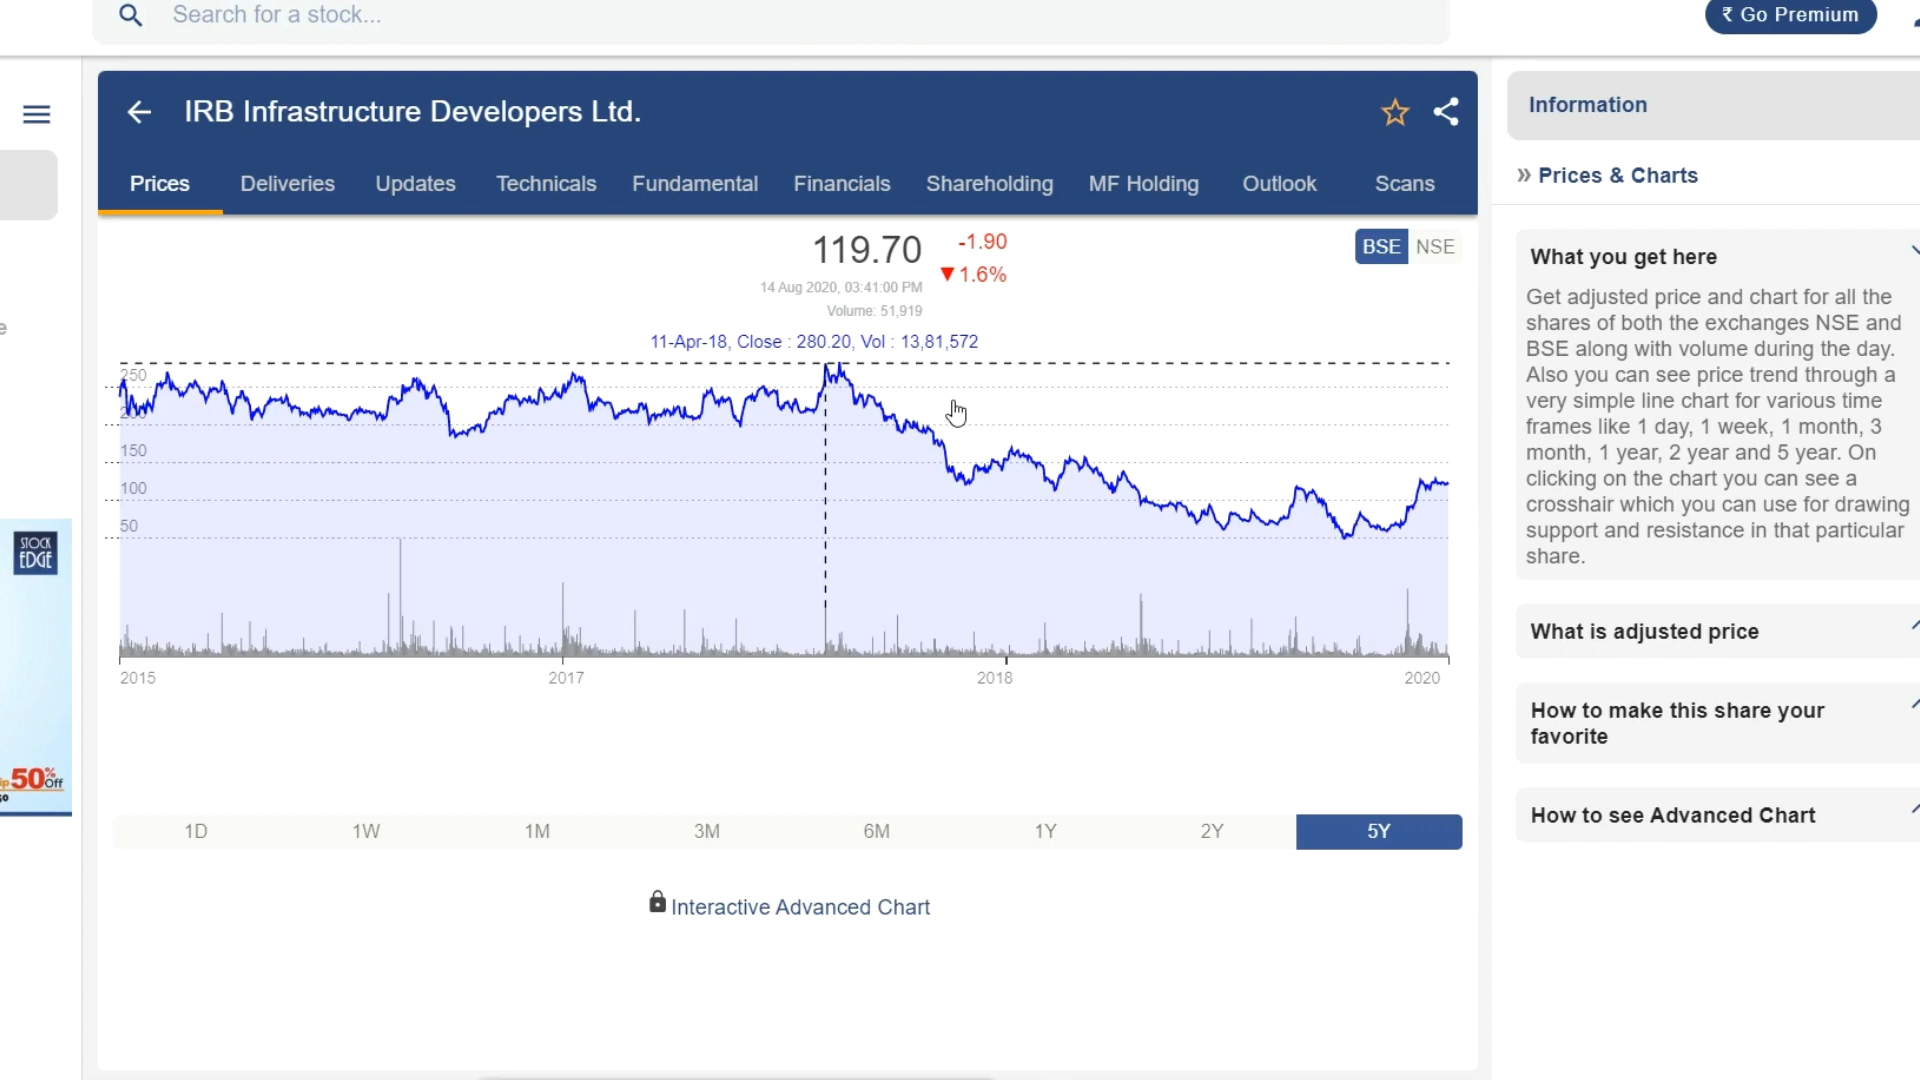 Search for a stock...
₹ Go Premium
IRB Infrastructure Developers Ltd.
Prices Deliveries Updates Technicals Fundamental Financials Shareholding MF Holding Outlook Scans
119.70 -1.90
▼1.6%
14 Aug 2020, 03:41:00 PM
Volume: 51,919
BSE NSE
11-Apr-18, Close : 280.20, Vol : 13,81,572
250
200
150
100
50
2015 2017 2018 2020
1D 1W 1M 3M 6M 1Y 2Y 5Y
Interactive Advanced Chart
Information
» Prices & Charts
What you get here
Get adjusted price and chart for all the
shares of both the exchanges NSE and
BSE along with volume during the day.
Also you can see price trend through a
very simple line chart for various time
frames like 1 day, 1 week, 1 month, 3
month, 1 year, 2 year and 5 year. On
clicking on the chart you can see a
crosshair which you can use for drawing
support and resistance in that particular
share.
What is adjusted price
How to make this share your
favorite
How to see Advanced Chart
STOCK
EDGE
50% Off